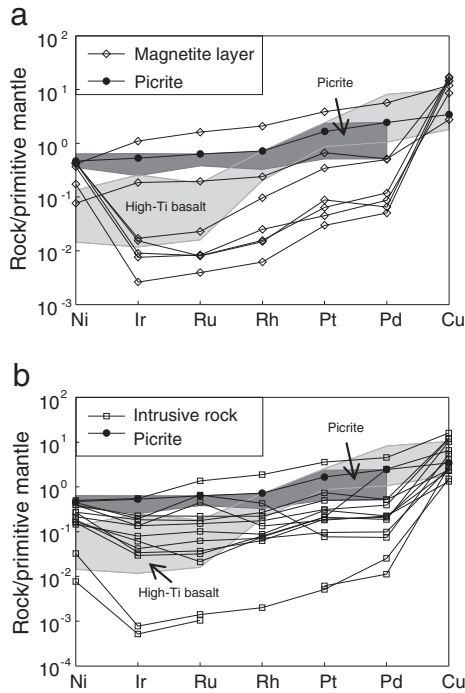 a
10^2
Magnetite layer
Picrite
10^1
Picrite
10^0
Rock/primitive mantle
10^-1
High-Ti basalt
10^-2
10^-3
Ni Ir Ru Rh Pt Pd Cu
b
10^2
Intrusive rock
Picrite
10^1
Picrite
10^0
Rock/primitive mantle
10^-1
10^-2
High-Ti basalt
10^-3
10^-4
Ni Ir Ru Rh Pt Pd Cu